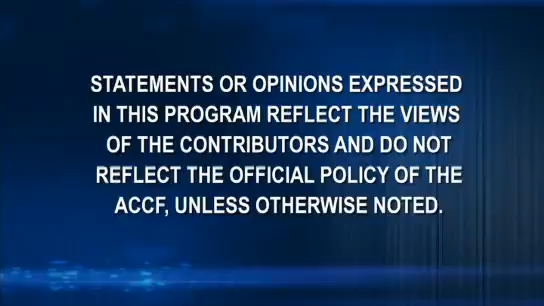 STATEMENTS OR OPINIONS EXPRESSED
IN THIS PROGRAM REFLECT THE VIEWS
OF THE CONTRIBUTORS AND DO NOT
REFLECT THE OFFICIAL POLICY OF THE
ACCF, UNLESS OTHERWISE NOTED.